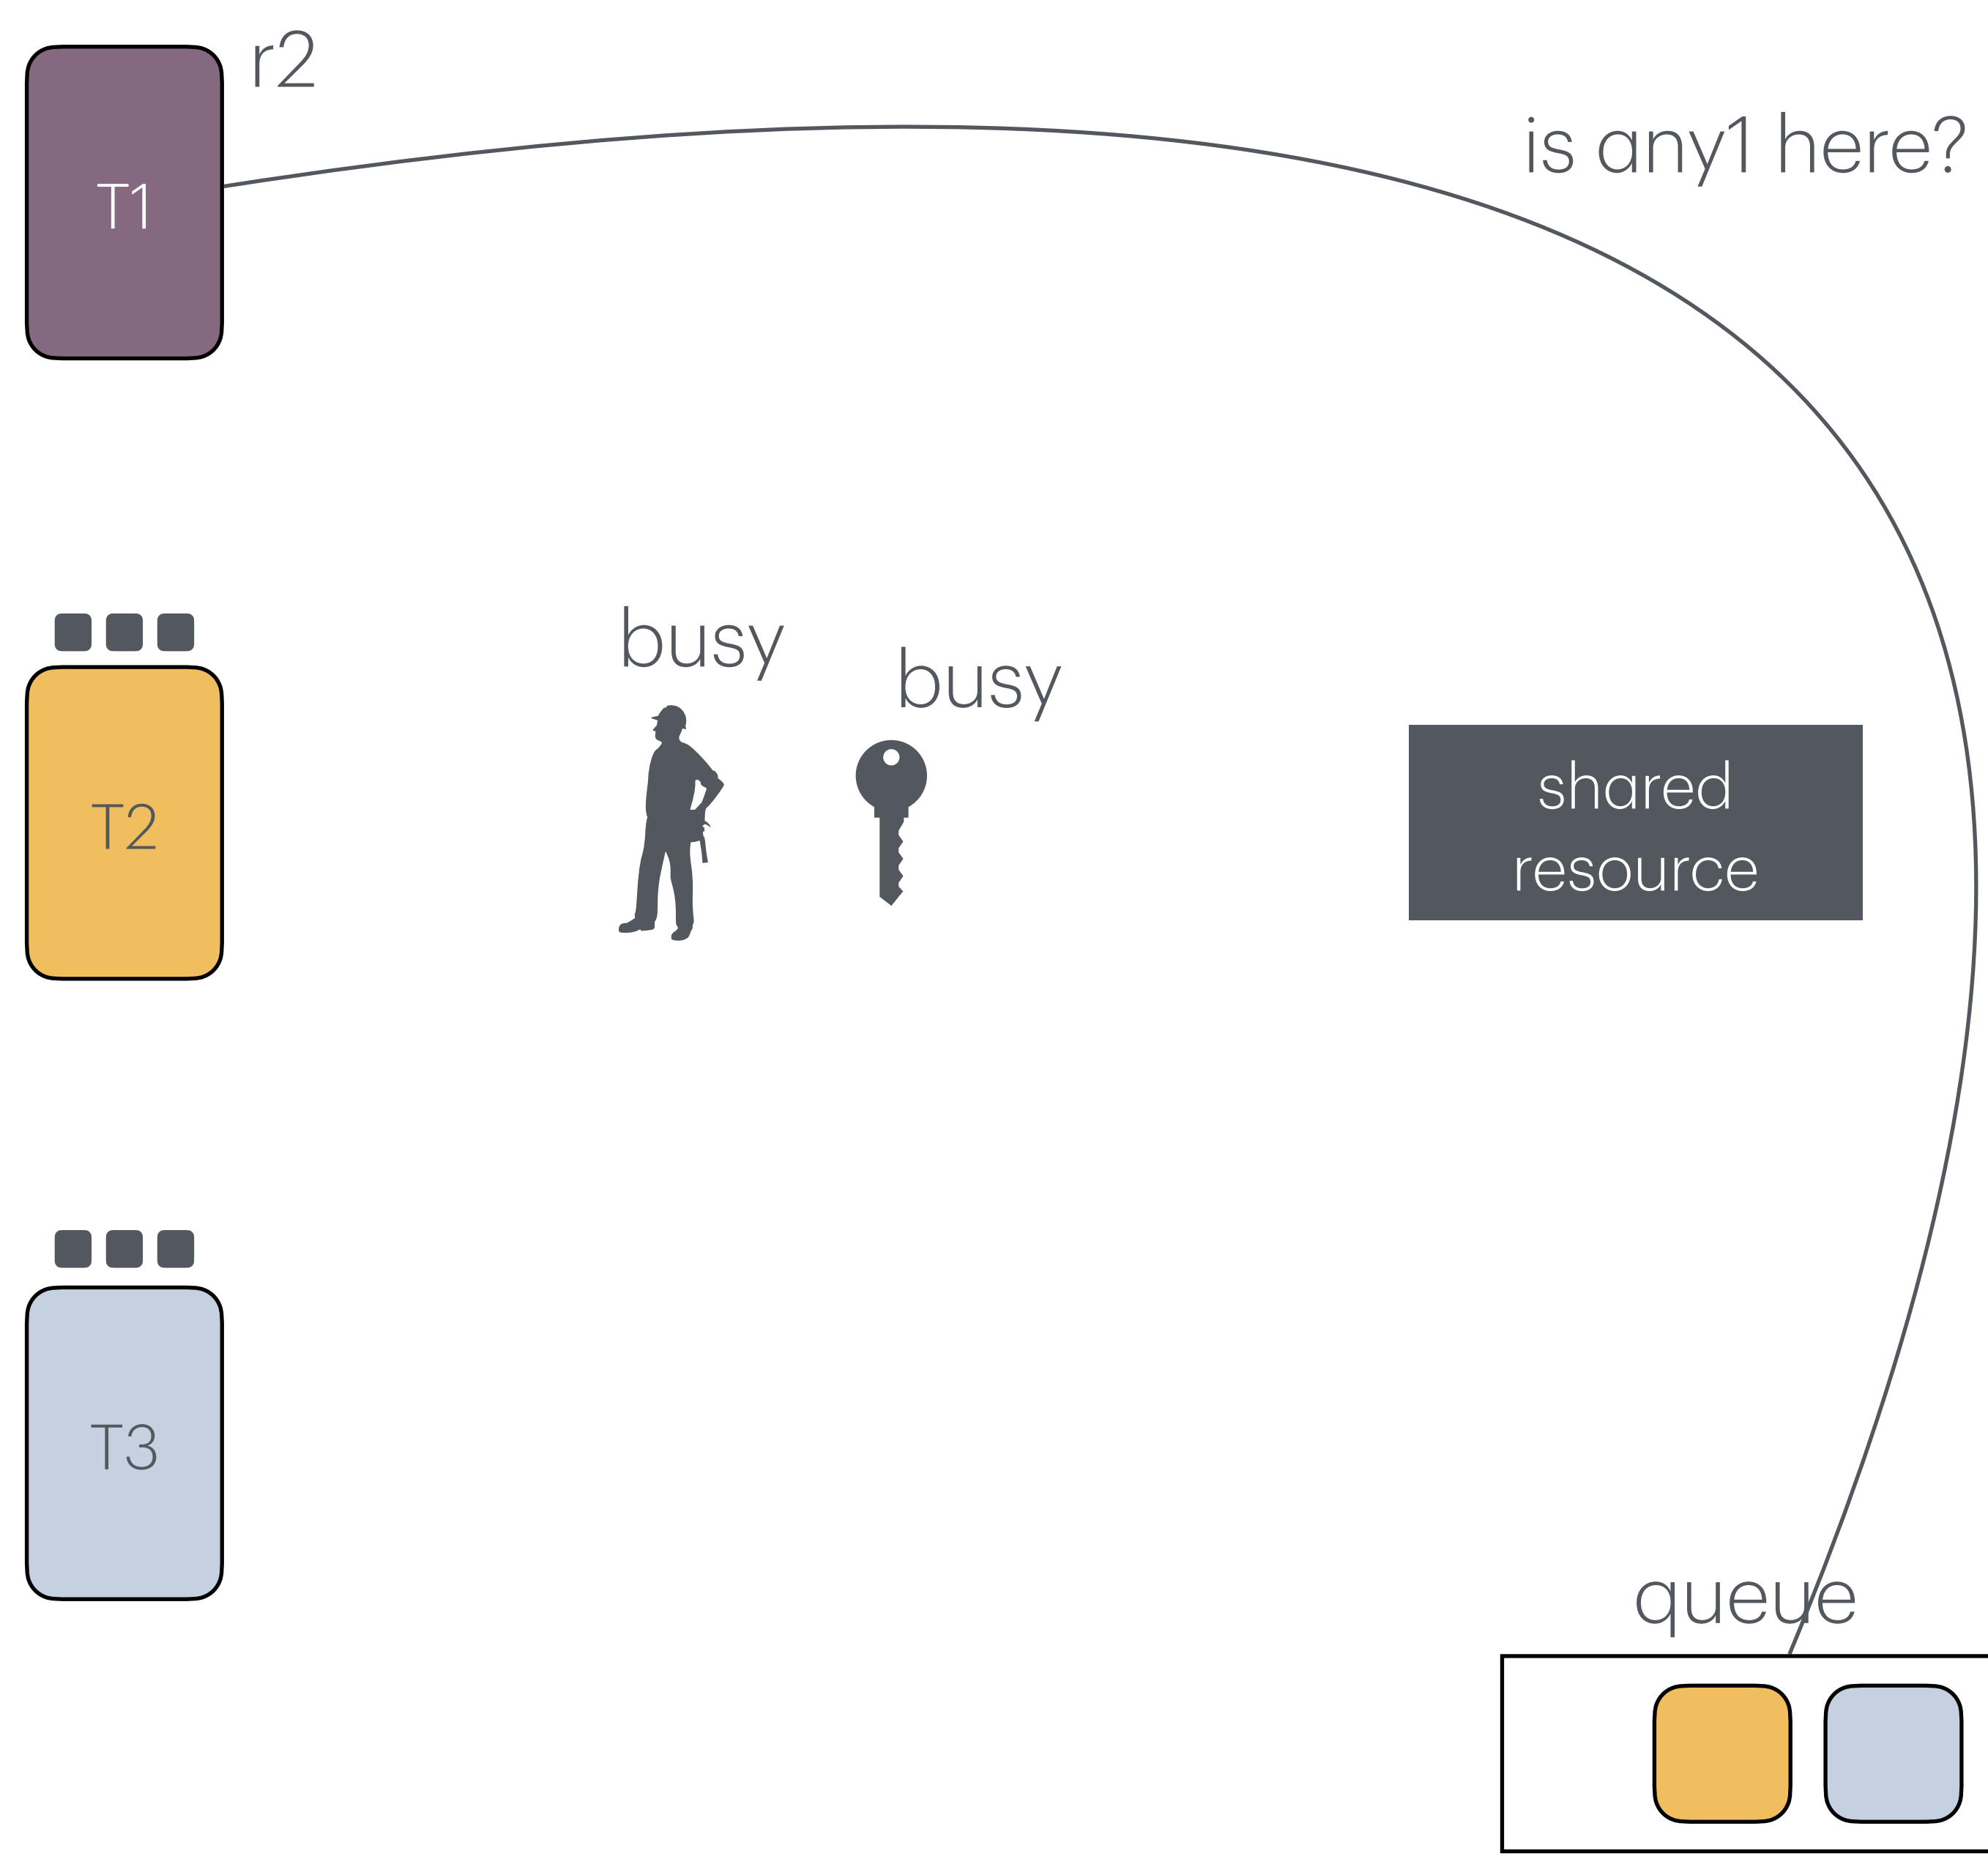 r2
is any1 here?
T1
busy
busy
T2
shared
resource
T3
queue